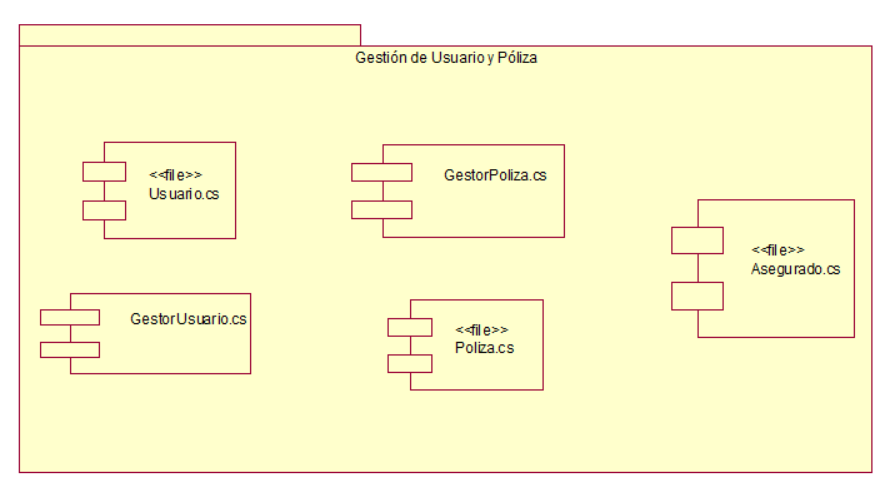 Gestión de Usuario y Póliza
<<file>>
Usuario.cs
GestorPoliza.cs
<<file>>
Asegurado.cs
GestorUsuario.cs
<<file>>
Poliza.cs